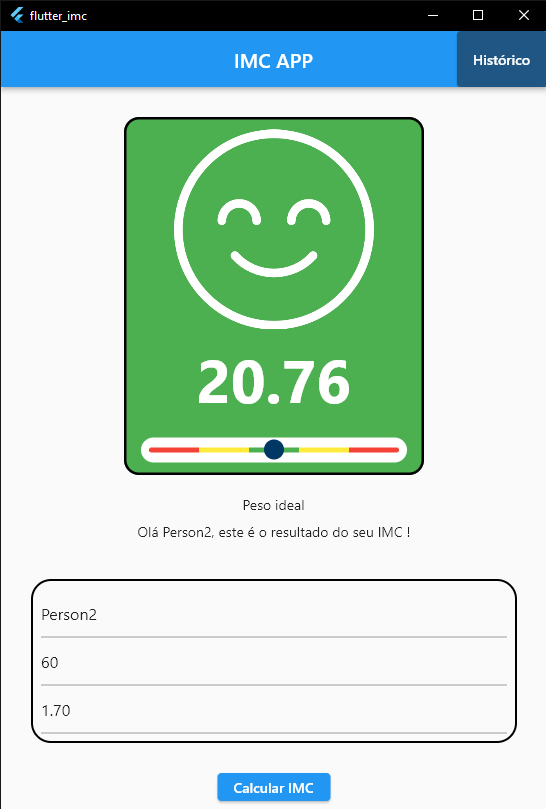 flutter_imc
IMC APP
Histórico
20.76
Peso ideal
Olá Person2, este é o resultado do seu IMC !
Person2
60
1.70
Calcular IMC